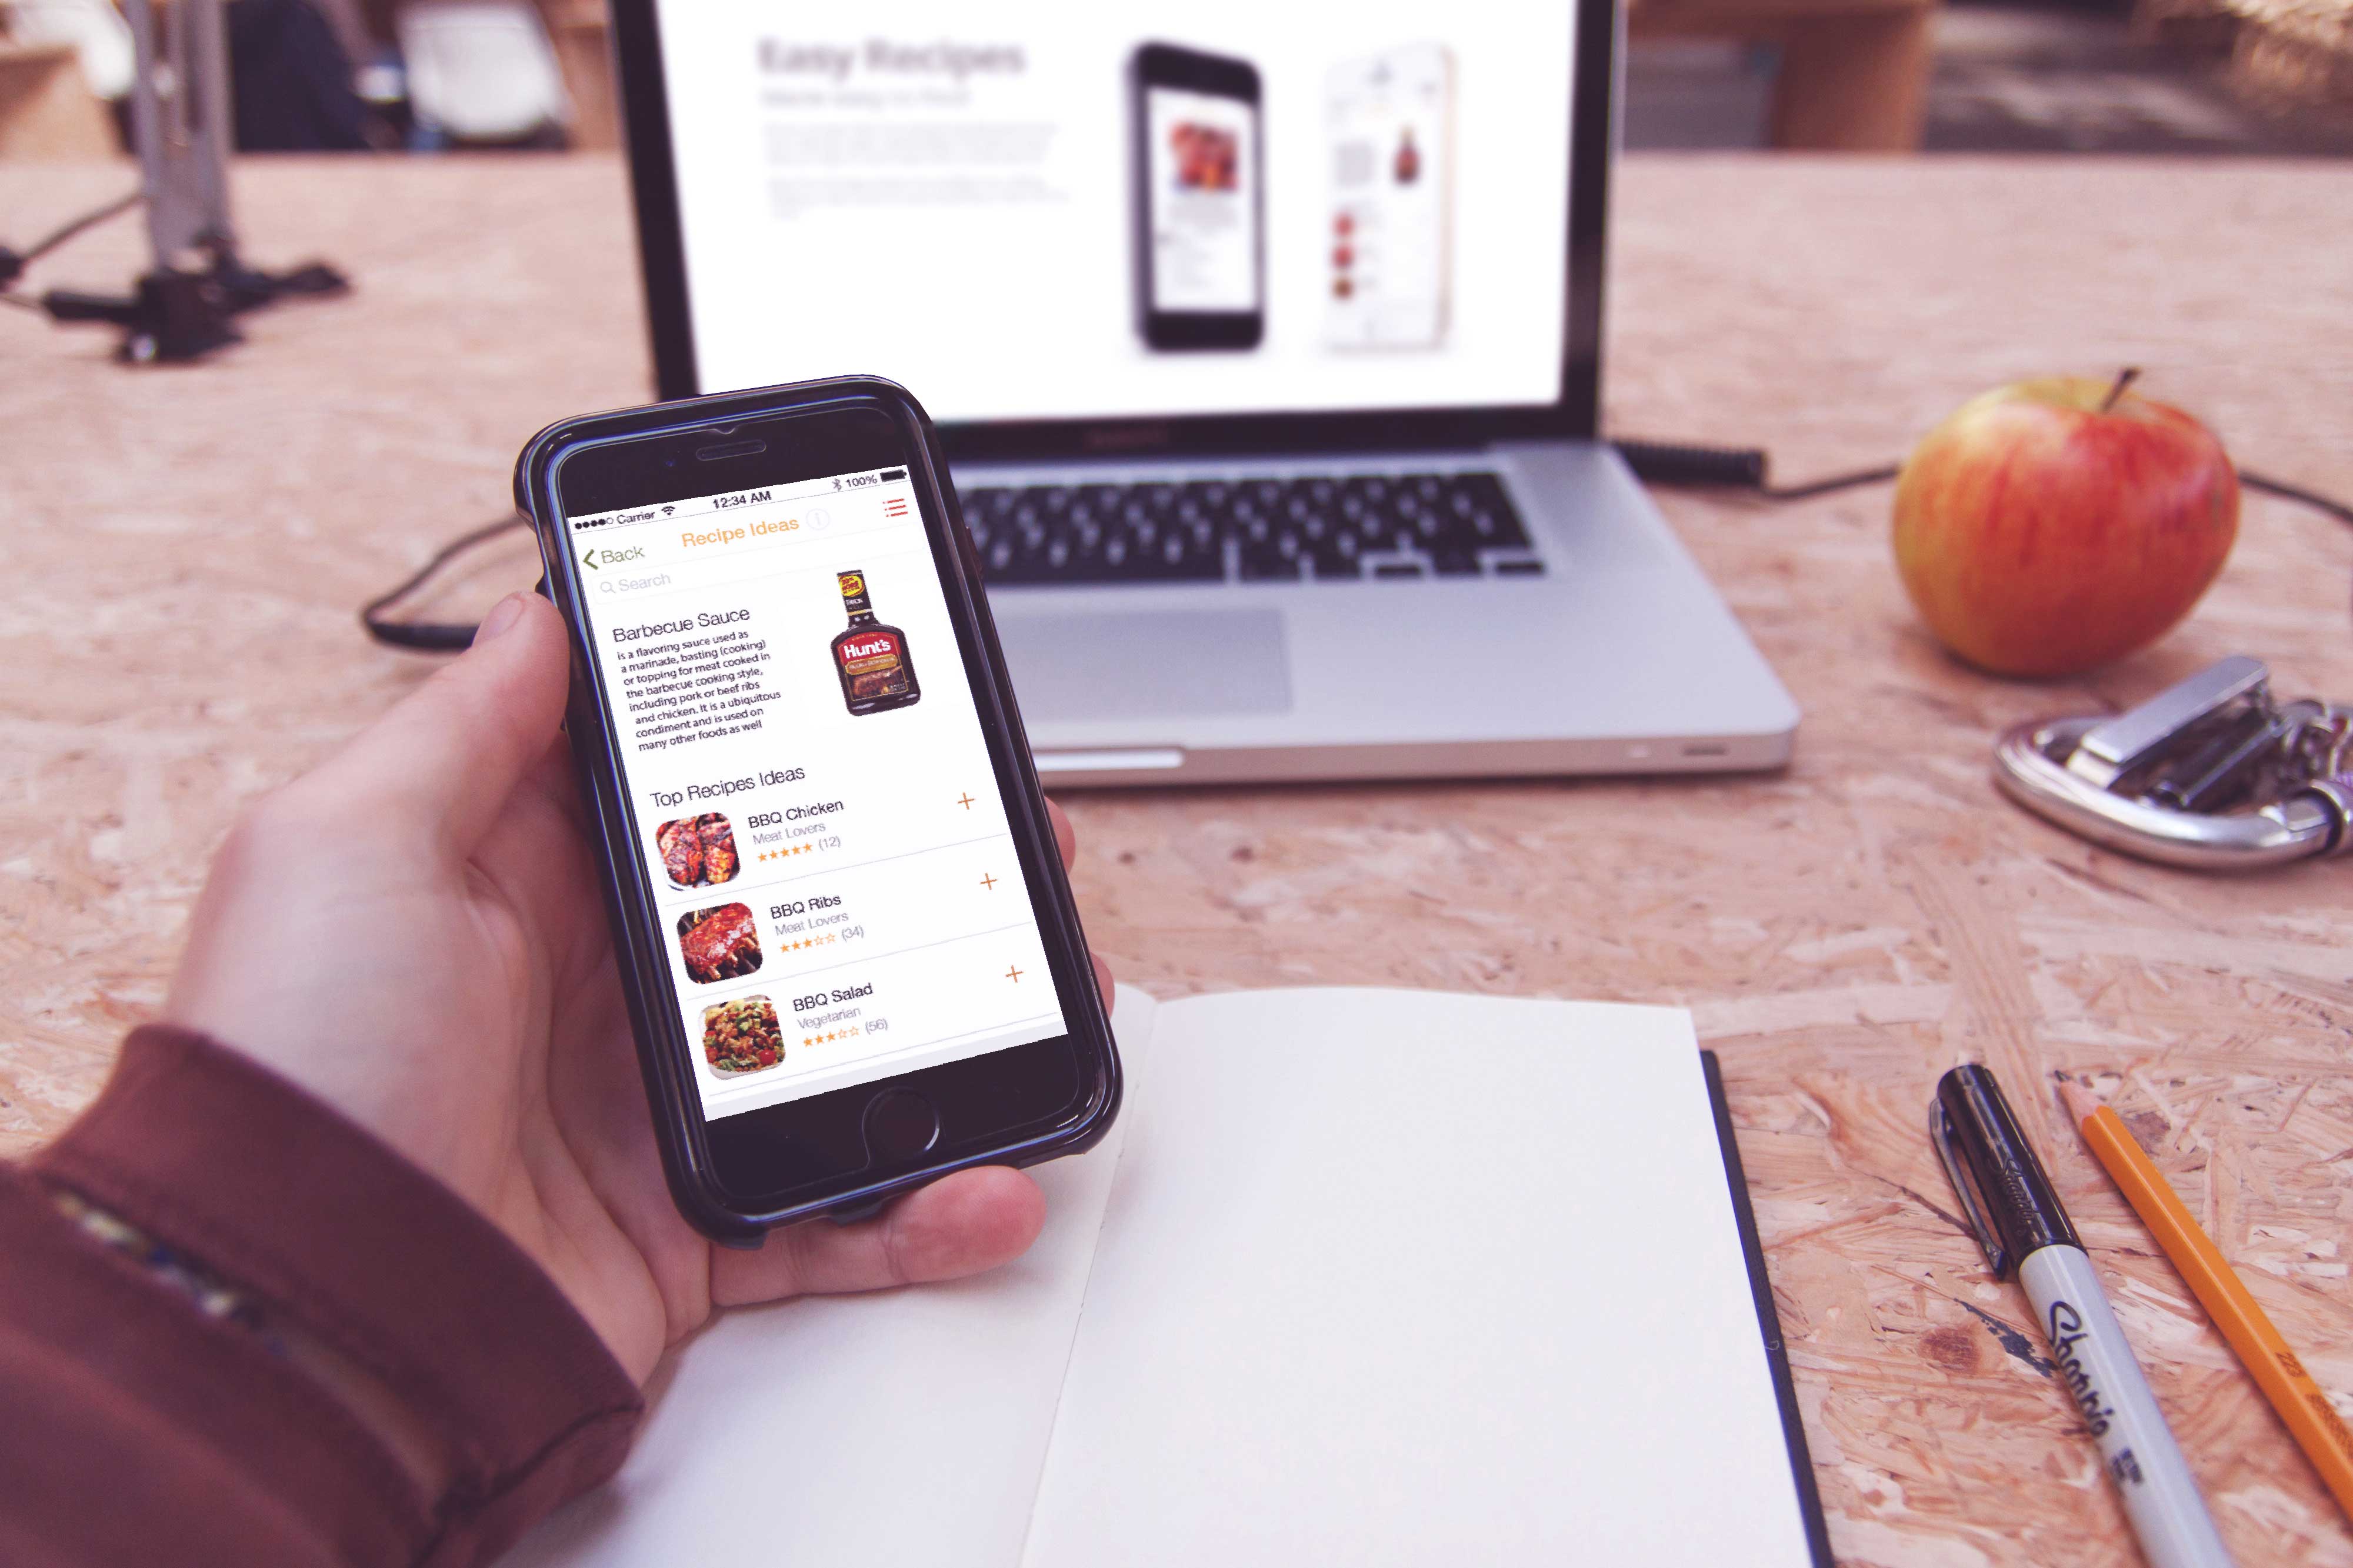 Easy Recipes
Carrier
12:34 AM
100%
Back
Recipe Ideas
Search
Barbecue Sauce
is a flavoring sauce used as
a marinade, basting (cooking)
or topping for meat cooked in
the barbecue cooking style,
including pork or beef ribs
and chicken. It is a ubiquitous
condiment and is used on
many other foods as well
Hunt's
Top Recipes Ideas
BBQ Chicken
Meat Lovers
★★★★★ (12)
BBQ Ribs
Meat Lovers
★★★☆☆ (34)
BBQ Salad
Vegetarian
★★★☆☆ (56)
Sharpie
Sharpie